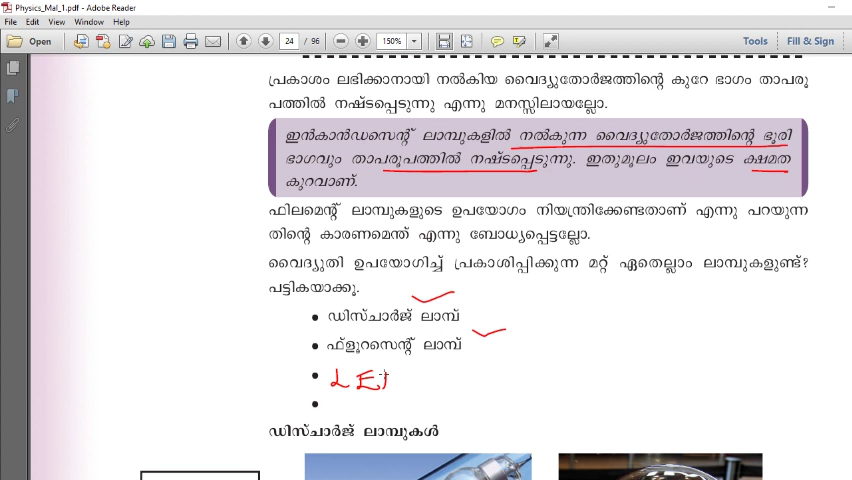 Physics_Mal_1.pdf - Adobe Reader
File Edit View Window Help
Open 24 / 96 150% Tools Fill & Sign
പ്രകാശം ലഭിക്കാനായി നൽകിയ വൈദ്യുതോർജത്തിന്റെ കുറേ ഭാഗം താപരൂ
പത്തിൽ നഷ്ടപ്പെടുന്നു എന്നു മനസ്സിലായല്ലോ.
ഇൻകാൻഡസെന്റ് ലാമ്പുകളിൽ നൽകുന്ന വൈദ്യുതോർജത്തിന്റെ ഭൂരി
ഭാഗവും താപരൂപത്തിൽ നഷ്ടപ്പെടുന്നു. ഇതുമൂലം ഇവയുടെ ക്ഷമത
കുറവാണ്.
ഫിലമെന്റ് ലാമ്പുകളുടെ ഉപയോഗം നിയന്ത്രിക്കേണ്ടതാണ് എന്നു പറയുന്ന
തിന്റെ കാരണമെന്ത് എന്നു ബോധ്യപ്പെട്ടല്ലോ.
വൈദ്യുതി ഉപയോഗിച്ച് പ്രകാശിപ്പിക്കുന്ന മറ്റ് ഏതെല്ലാം ലാമ്പുകളുണ്ട്?
പട്ടികയാക്കൂ.
• ഡിസ്ചാർജ് ലാമ്പ്
• ഫ്ളൂറസെന്റ് ലാമ്പ്
• LE
•
ഡിസ്ചാർജ് ലാമ്പുകൾ